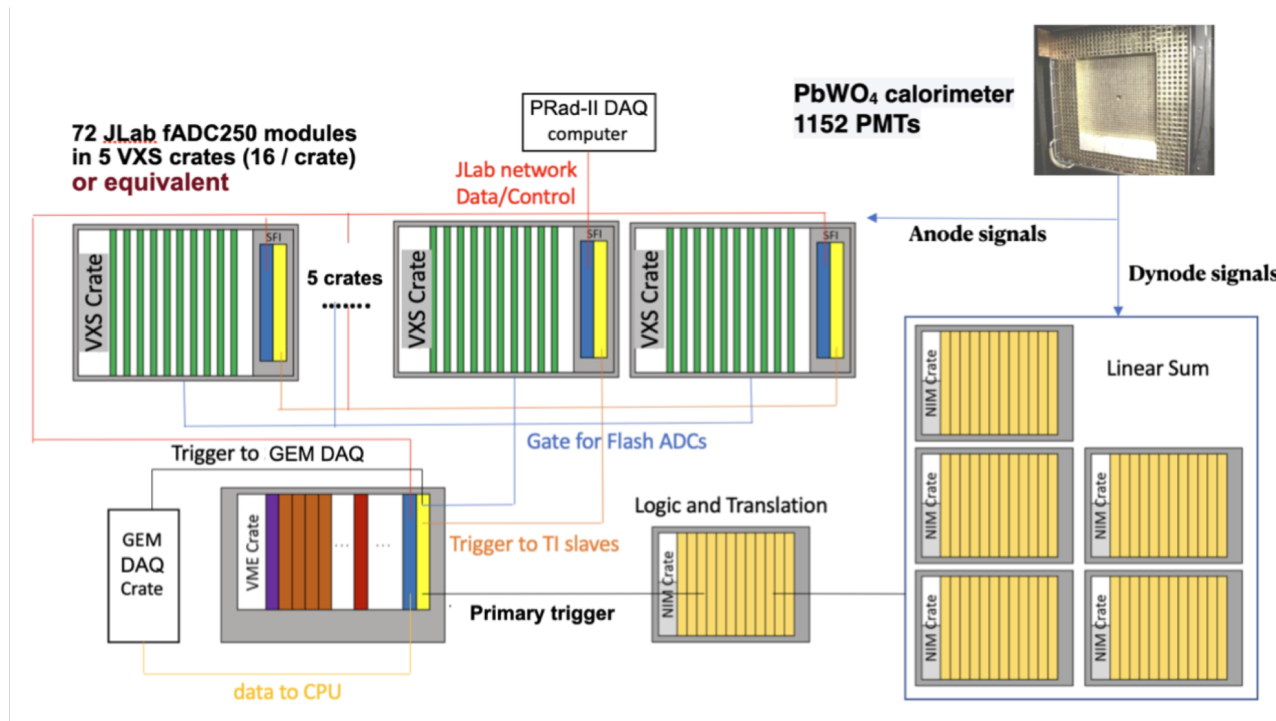 72 JLab fADC250 modules
in 5 VXS crates (16 / crate)
or equivalent
PRad-II DAQ
computer
PbWO₄ calorimeter
1152 PMTs
JLab network
Data/Control
Anode signals
Dynode signals
VXS Crate
SFI
5 crates
.......
VXS Crate
SFI
VXS Crate
SFI
Gate for Flash ADCs
Trigger to GEM DAQ
GEM
DAQ
Crate
VME Crate
...
...
Trigger to TI slaves
Primary trigger
data to CPU
Logic and Translation
NIM Crate
Linear Sum
NIM Crate
NIM Crate
NIM Crate
NIM Crate
NIM Crate